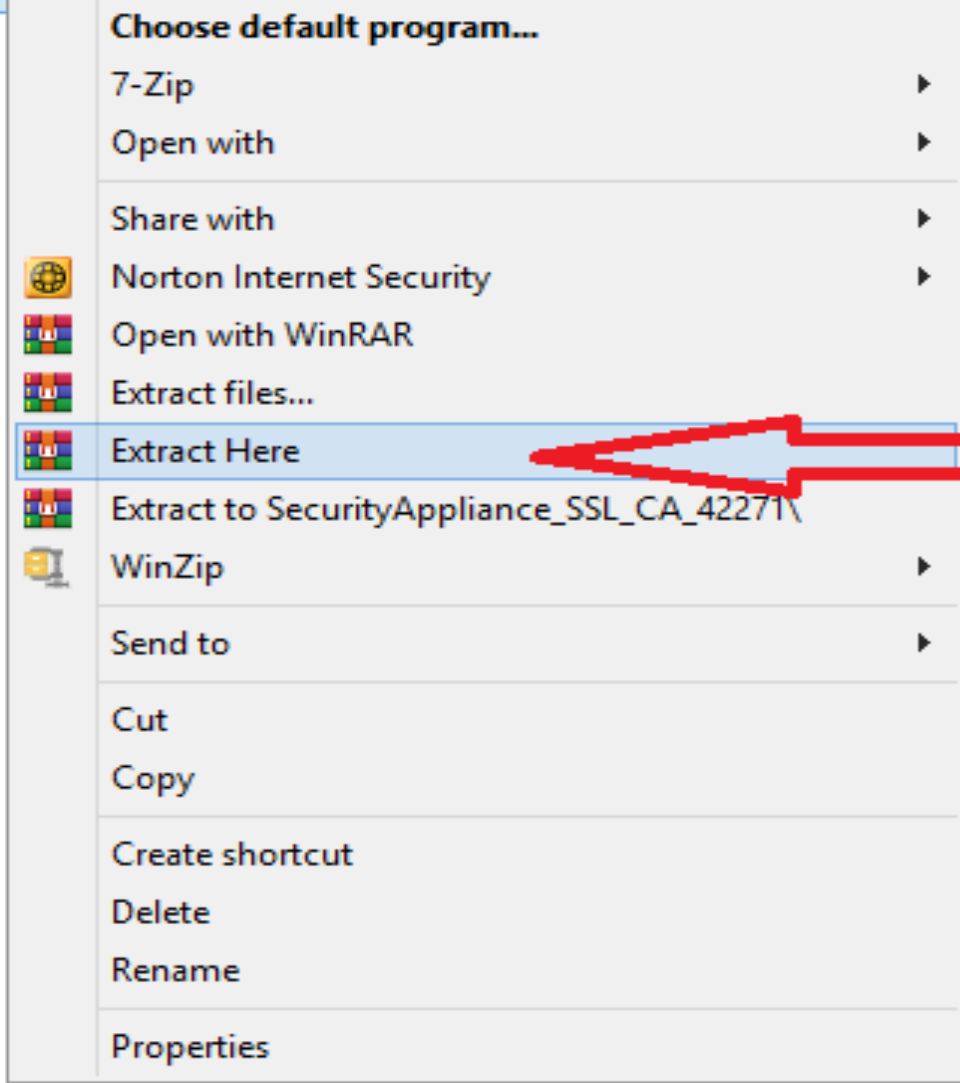 Choose default program...
7-Zip
Open with
Share with
Norton Internet Security
Open with WinRAR
Extract files...
Extract Here
Extract to SecurityAppliance_SSL_CA_42271\
WinZip
Send to
Cut
Copy
Create shortcut
Delete
Rename
Properties